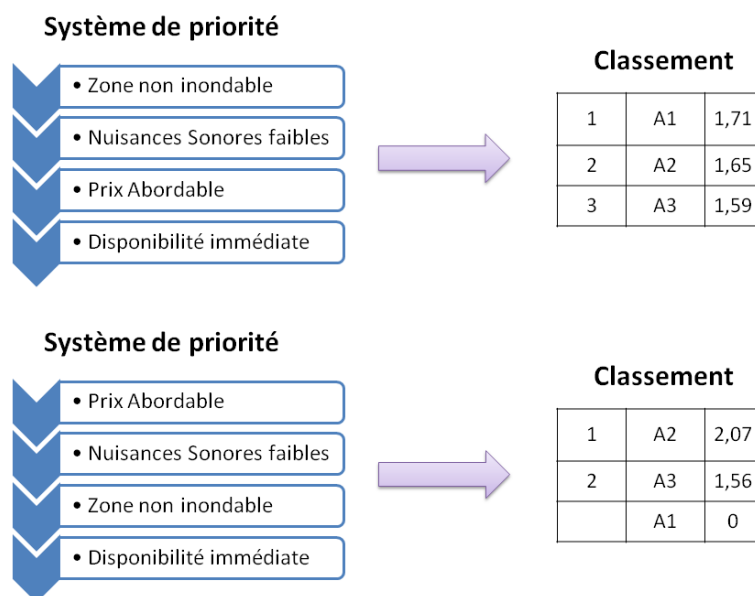 Système de priorité
• Zone non inondable
• Nuisances Sonores faibles
• Prix Abordable
• Disponibilité immédiate
Classement
1 A1 1,71
2 A2 1,65
3 A3 1,59
Système de priorité
• Prix Abordable
• Nuisances Sonores faibles
• Zone non inondable
• Disponibilité immédiate
Classement
1 A2 2,07
2 A3 1,56
A1 0